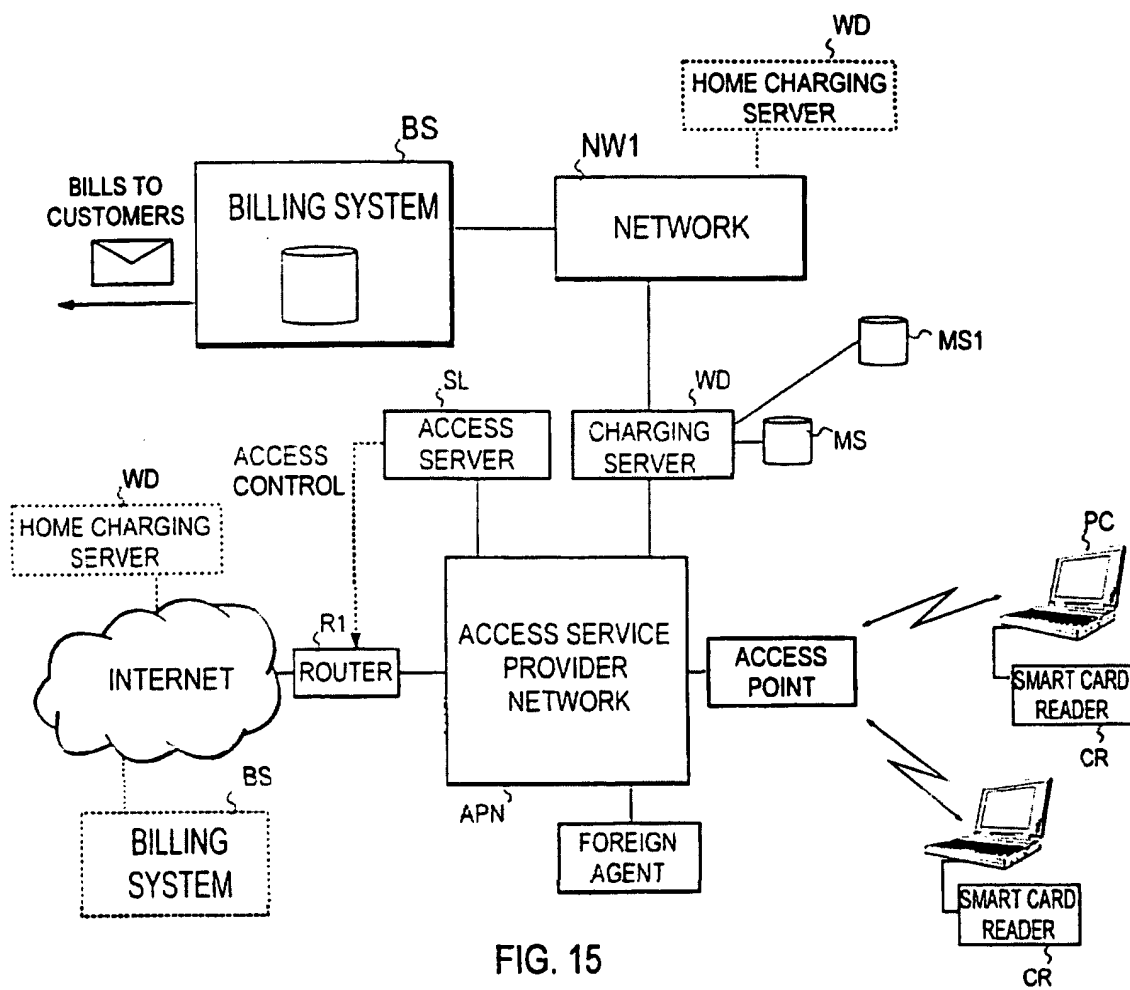 WD
HOME CHARGING
SERVER
BS
NW1
BILLS TO
CUSTOMERS
BILLING SYSTEM
NETWORK
MS1
SL
WD
ACCESS
SERVER
CHARGING
SERVER
MS
ACCESS
CONTROL
WD
HOME CHARGING
SERVER
PC
R1
INTERNET
ROUTER
ACCESS SERVICE
PROVIDER
NETWORK
ACCESS
POINT
SMART CARD
READER
CR
BS
APN
BILLING
SYSTEM
FOREIGN
AGENT
SMART CARD
READER
CR
FIG. 15